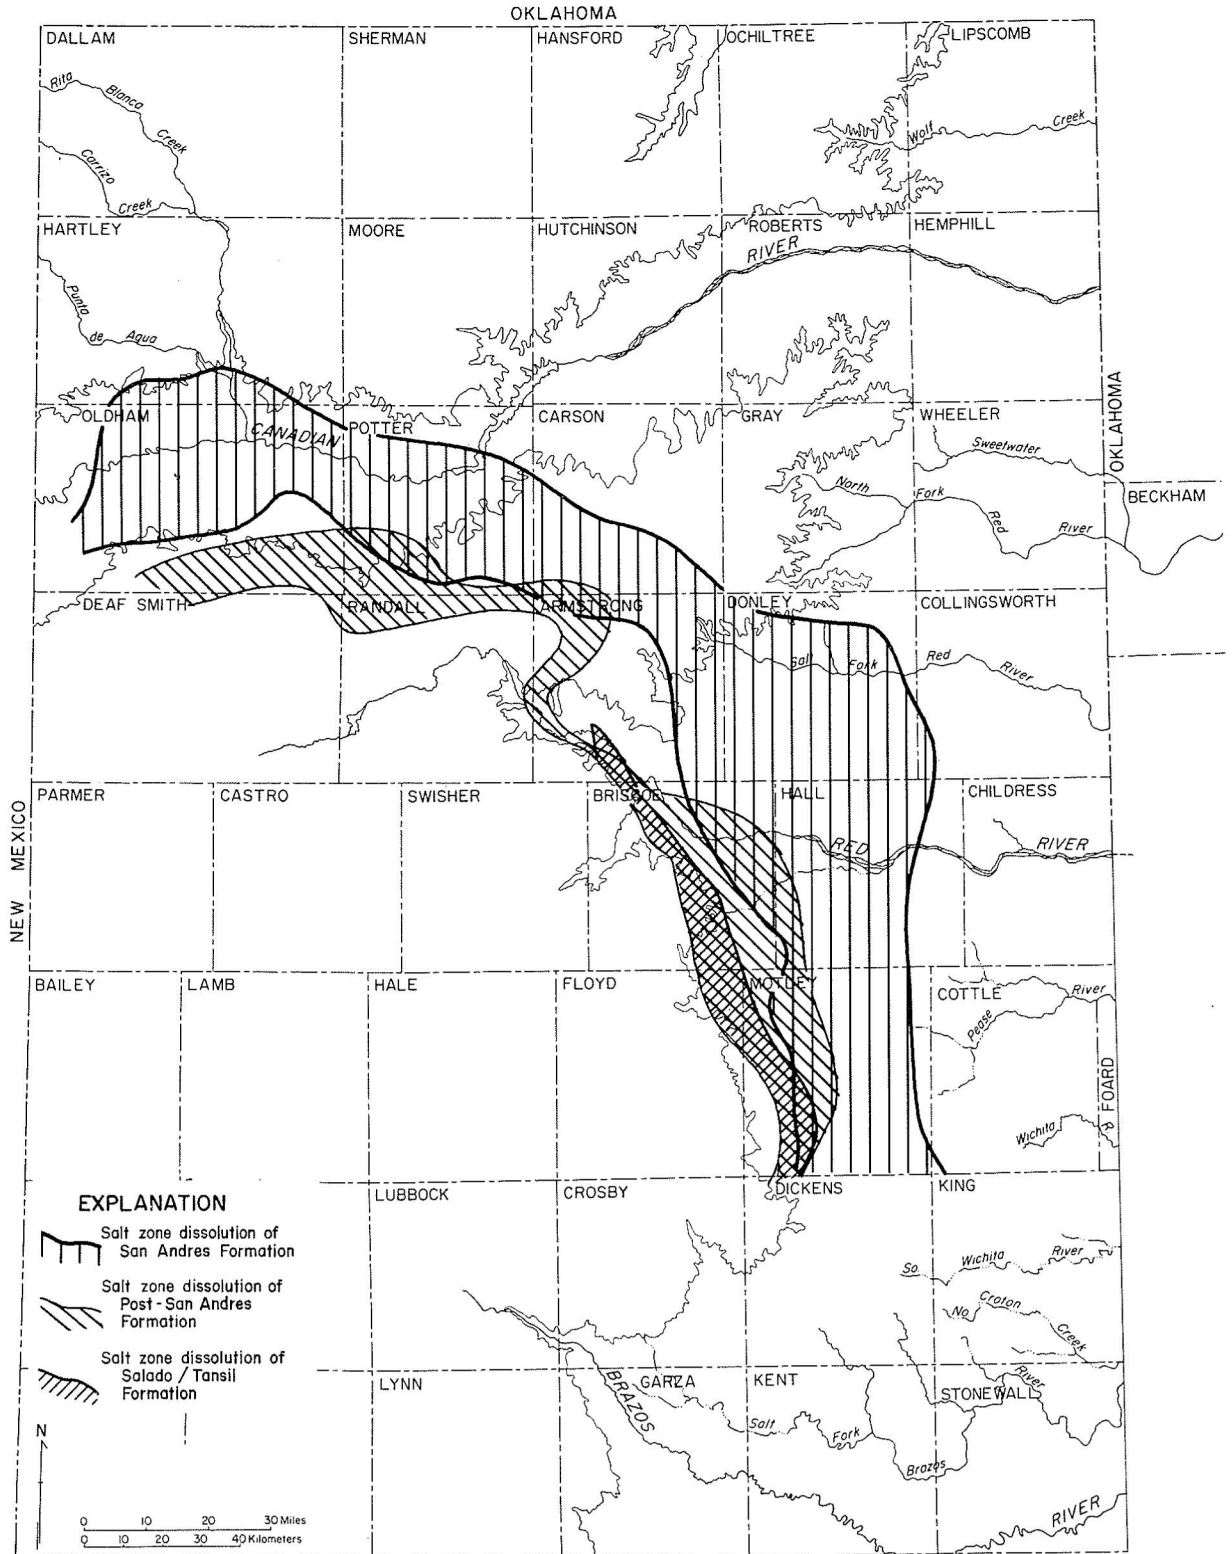 OKLAHOMA
DALLAM
SHERMAN
HANSFORD
OCHILTREE
LIPSCOMB
Rita
Blanca
Creek
Carrizo
Creek
Wolf
Creek
HARTLEY
MOORE
HUTCHINSON
ROBERTS
HEMPHILL
RIVER
Punta
de Agua
OLDHAM
CANADIAN
POTTER
CARSON
GRAY
WHEELER
OKLAHOMA
Sweetwater
BECKHAM
North
Fork
Red
River
DEAF SMITH
RANDALL
ARMSTRONG
DONLEY
COLLINGSWORTH
Salt
Fork
Red
River
PARMER
CASTRO
SWISHER
BRISCOE
HALL
CHILDRESS
RED
RIVER
NEW MEXICO
BAILEY
LAMB
HALE
FLOYD
MOTLEY
COTTLE
Pease
River
FOARD
Wichita
R
LUBBOCK
CROSBY
DICKENS
KING
EXPLANATION
Salt zone dissolution of
San Andres Formation
Salt zone dissolution of
Post-San Andres
Formation
Salt zone dissolution of
Salado / Tansil
Formation
So.
Wichita
River
No.
Croton
Creek
LYNN
GARZA
KENT
STONEWALL
River
BRAZOS
Salt
Fork
Brazos
RIVER
N
0 10 20 30 Miles
0 10 20 30 40 Kilometers